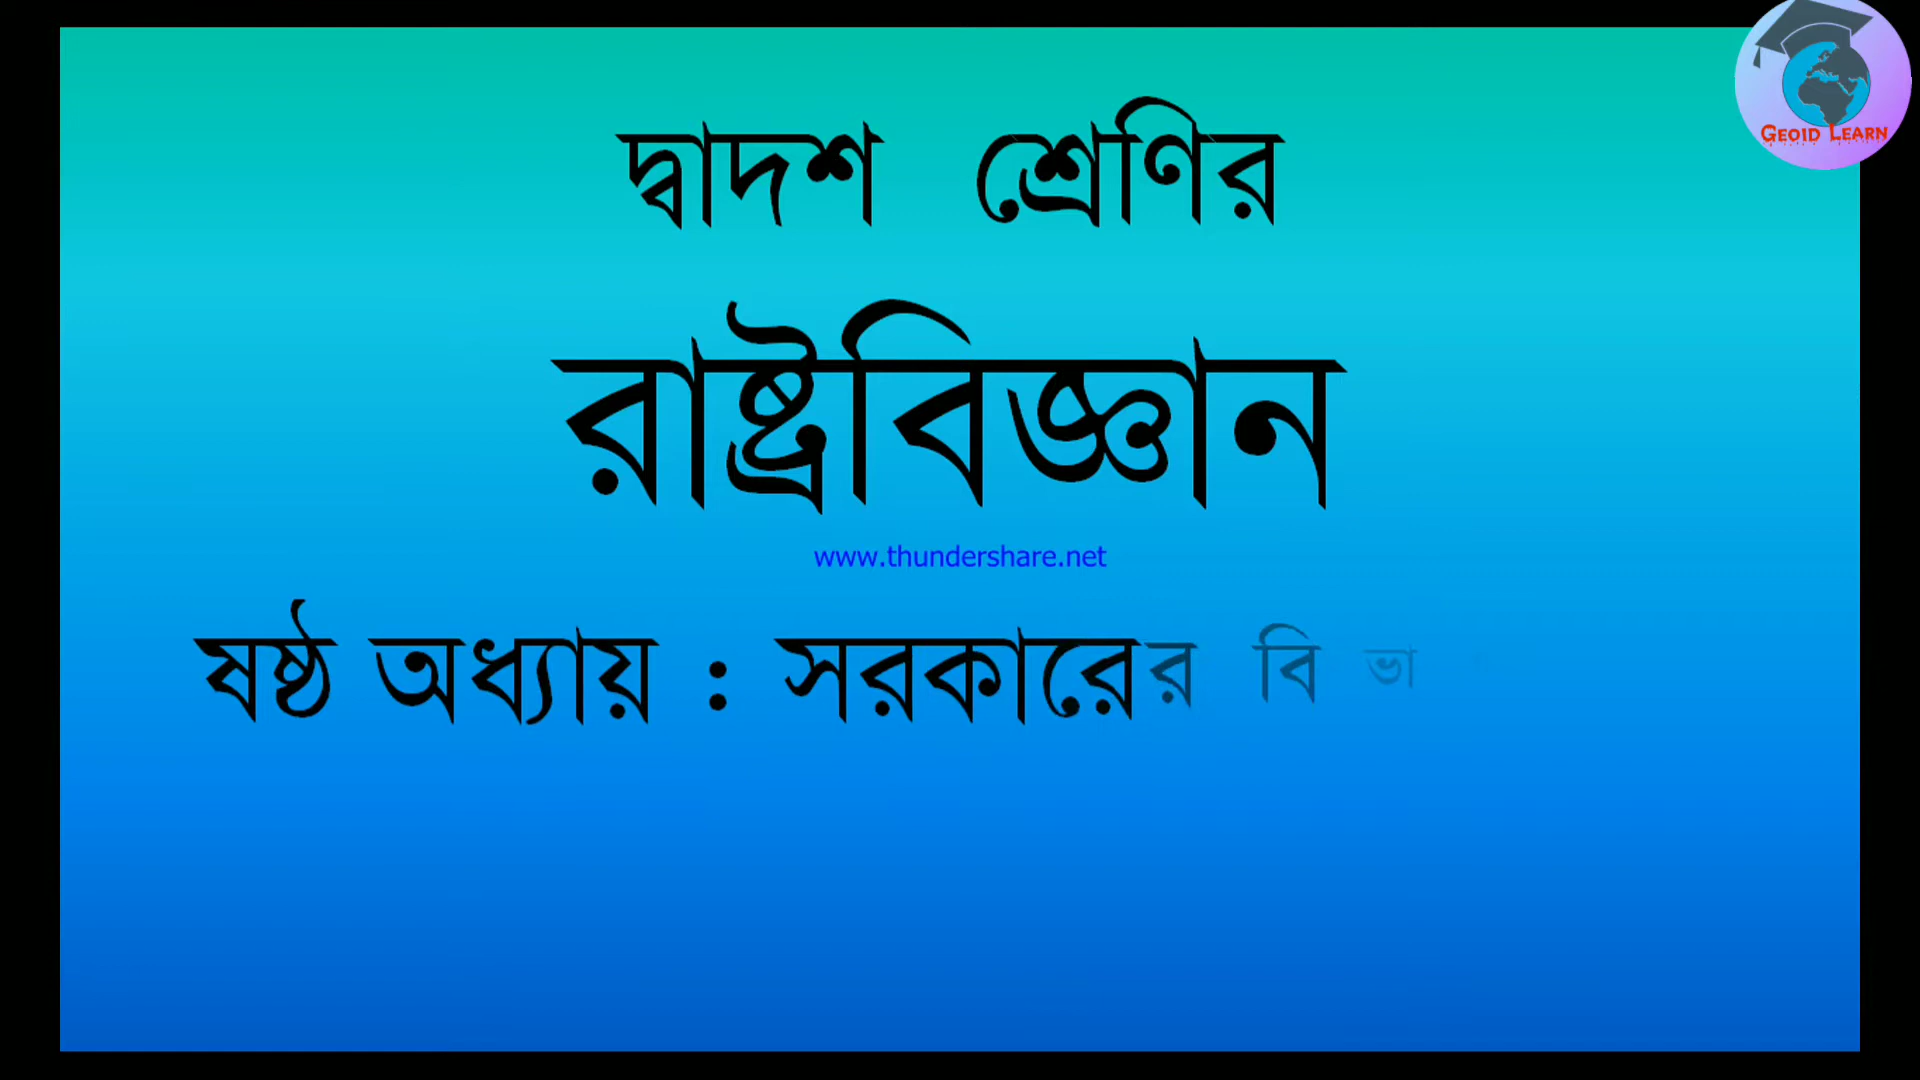 GEOID LEARN
দ্বাদশ শ্রেণির
রাষ্ট্রবিজ্ঞান
www.thundershare.net
ষষ্ঠ অধ্যায় : সরকারের বিভা